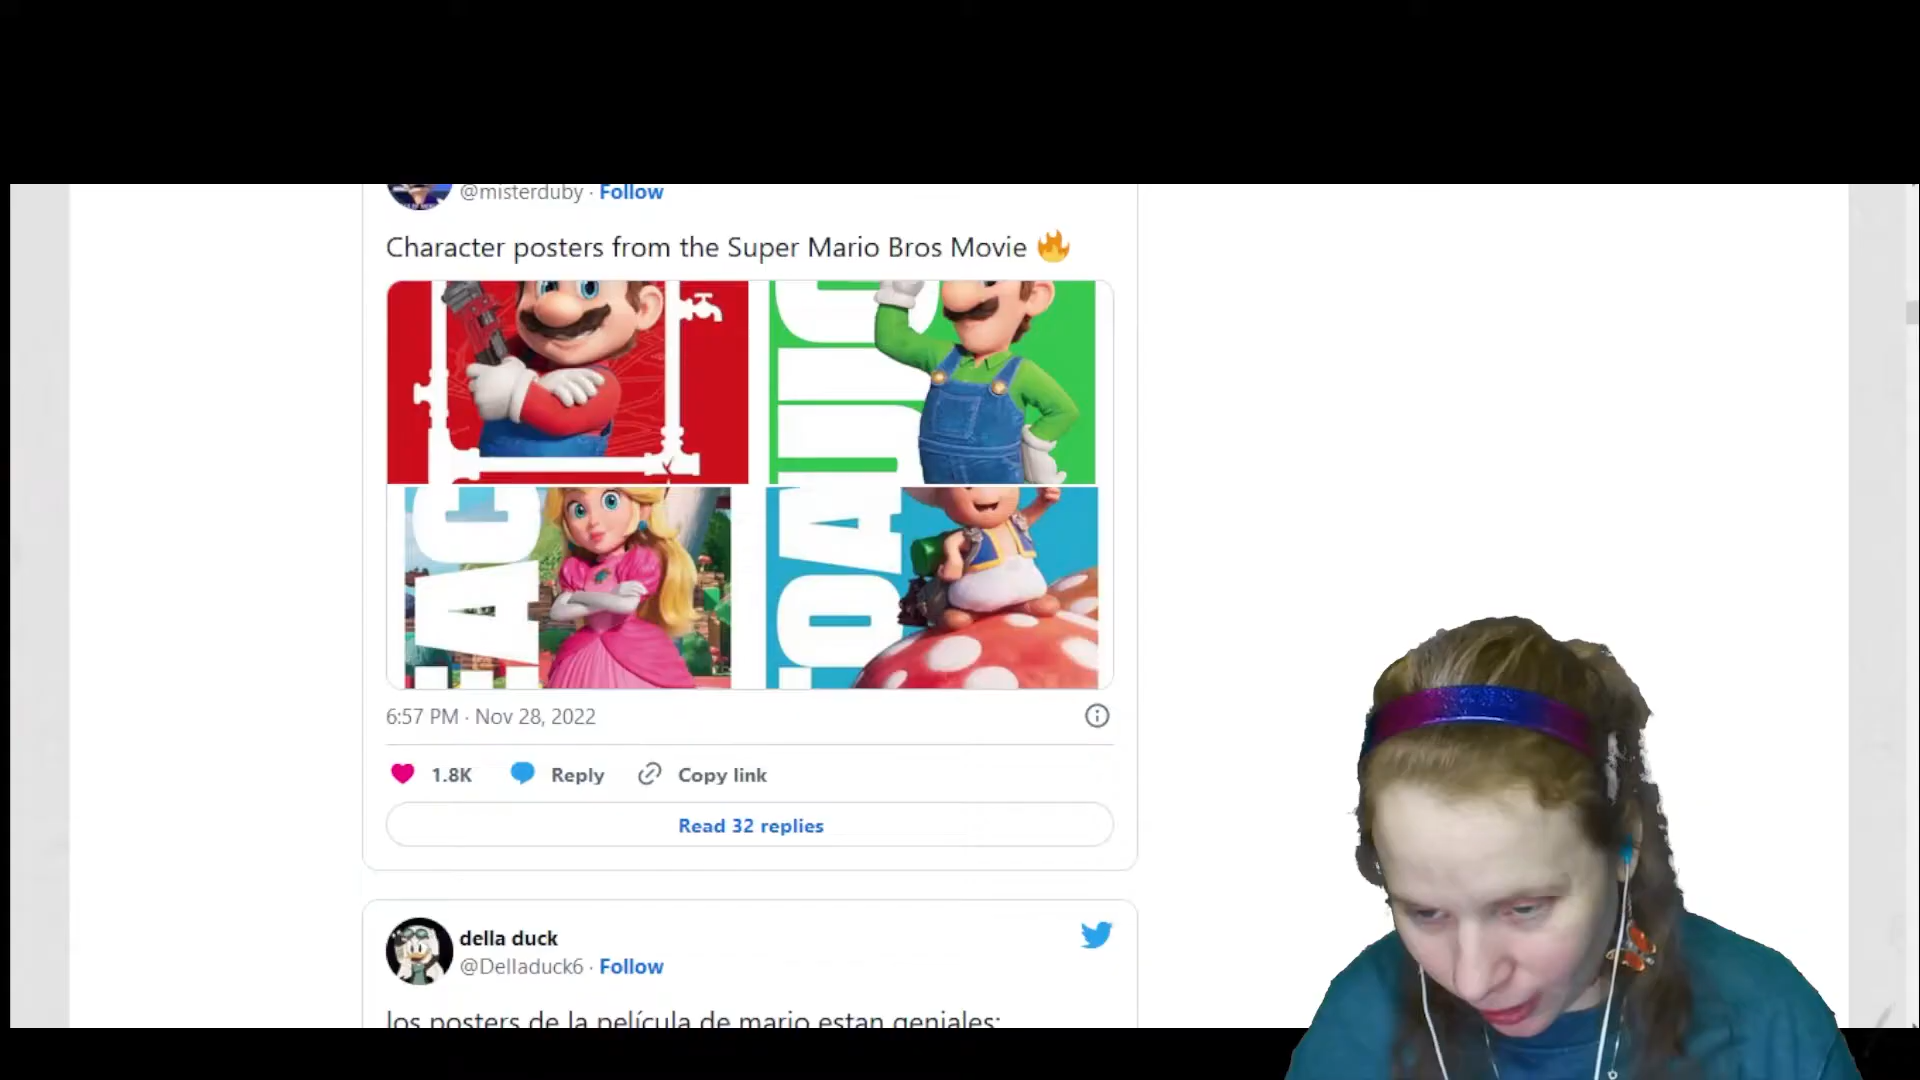 @misterduby · Follow
Character posters from the Super Mario Bros Movie 🔥
6:57 PM · Nov 28, 2022
1.8K Reply Copy link
Read 32 replies
della duck
@Delladuck6 · Follow
los posters de la película de mario estan geniales: